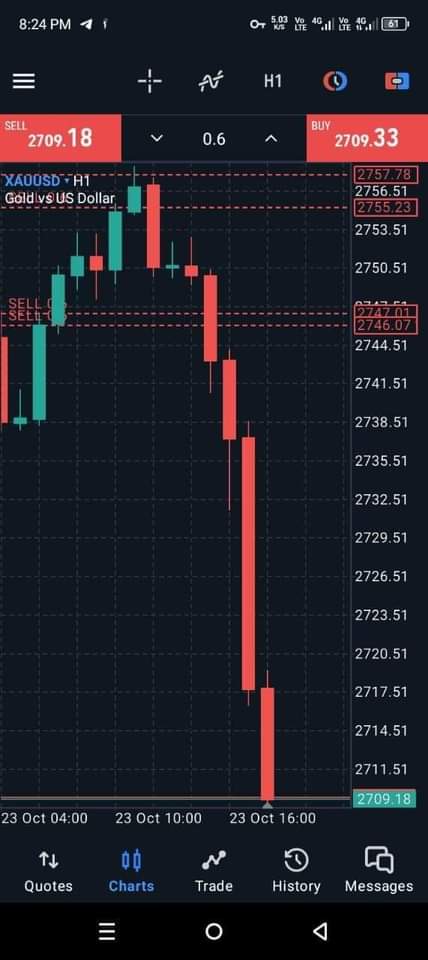 8:24 PM
5.03
K/S
Vo
LTE
4G
Vo
LTE
4G
61
H1
SELL
2709.18
0.6
BUY
2709.33
2757.78
XAUUSD H1
2756.51
Gold vs US Dollar
2755.23
2753.51
2750.51
SELL 0.6
2747.01
SELL 0.6
2746.07
2744.51
2741.51
2738.51
2735.51
2732.51
2729.51
2726.51
2723.51
2720.51
2717.51
2714.51
2711.51
2709.18
23 Oct 04:00
23 Oct 10:00
23 Oct 16:00
Quotes
Charts
Trade
History
Messages